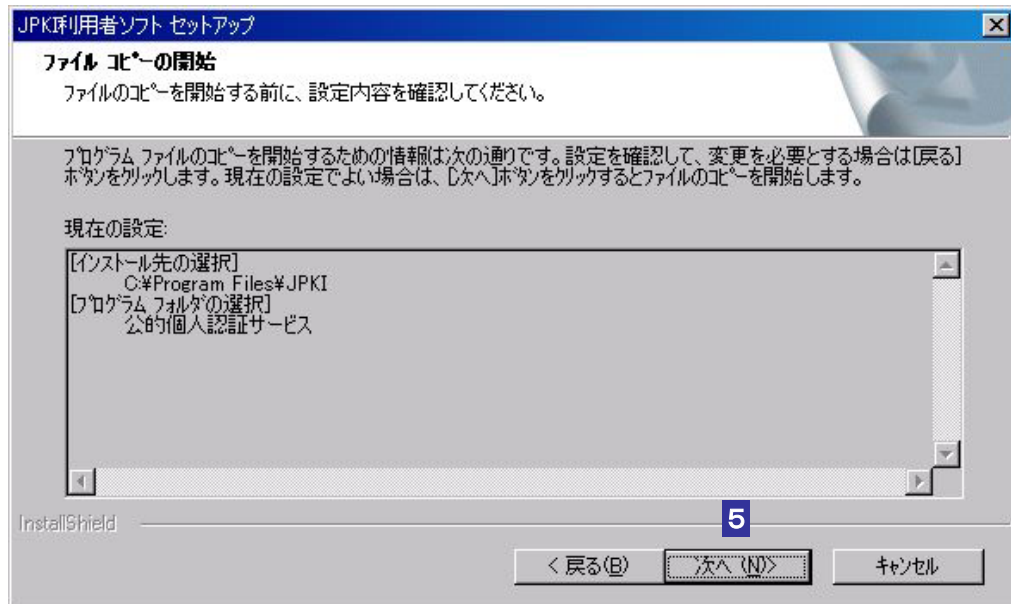 JPKI利用者ソフト セットアップ
ファイル コピーの開始
ファイルのコピーを開始する前に、設定内容を確認してください。
プログラム ファイルのコピーを開始するための情報は次の通りです。設定を確認して、変更を必要とする場合は[戻る]
ボタンをクリックします。現在の設定でよい場合は、[次へ]ボタンをクリックするとファイルのコピーを開始します。
現在の設定:
[インストール先の選択]
C:¥Program Files¥JPKI
[プログラム フォルダの選択]
公的個人認証サービス
InstallShield
5
< 戻る(B)
次へ (N)>
キャンセル